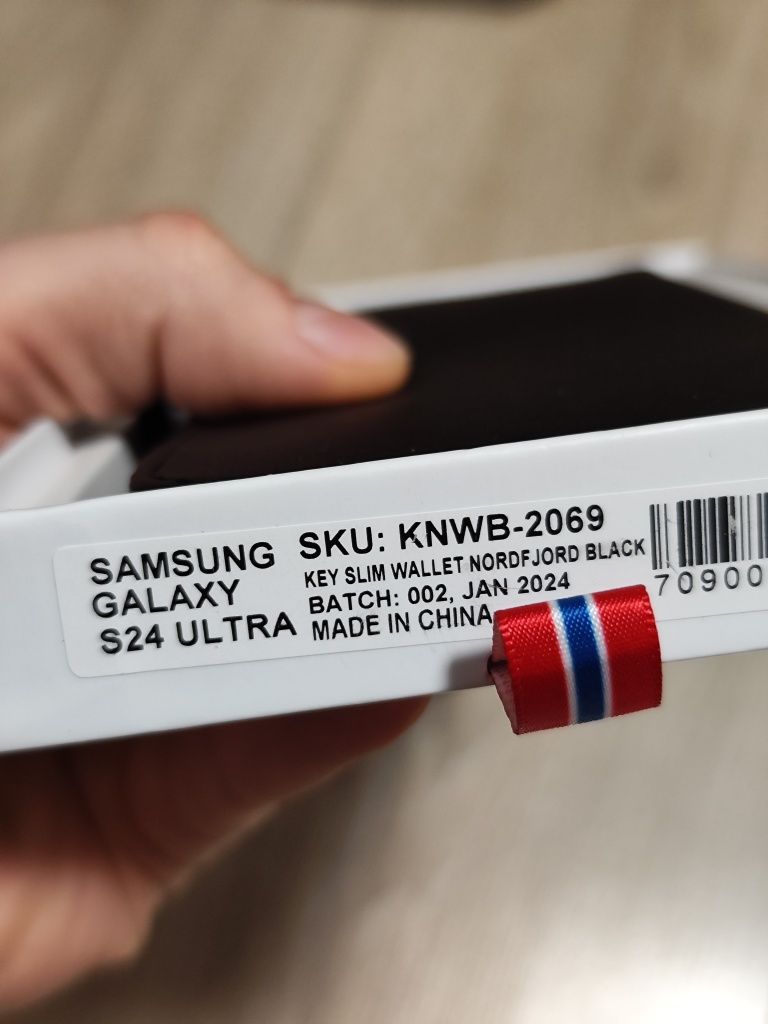 SAMSUNG
GALAXY
S24 ULTRA
SKU: KNWB-2069
KEY SLIM WALLET NORDFJORD BLACK
BATCH: 002, JAN 2024
MADE IN CHINA
70900